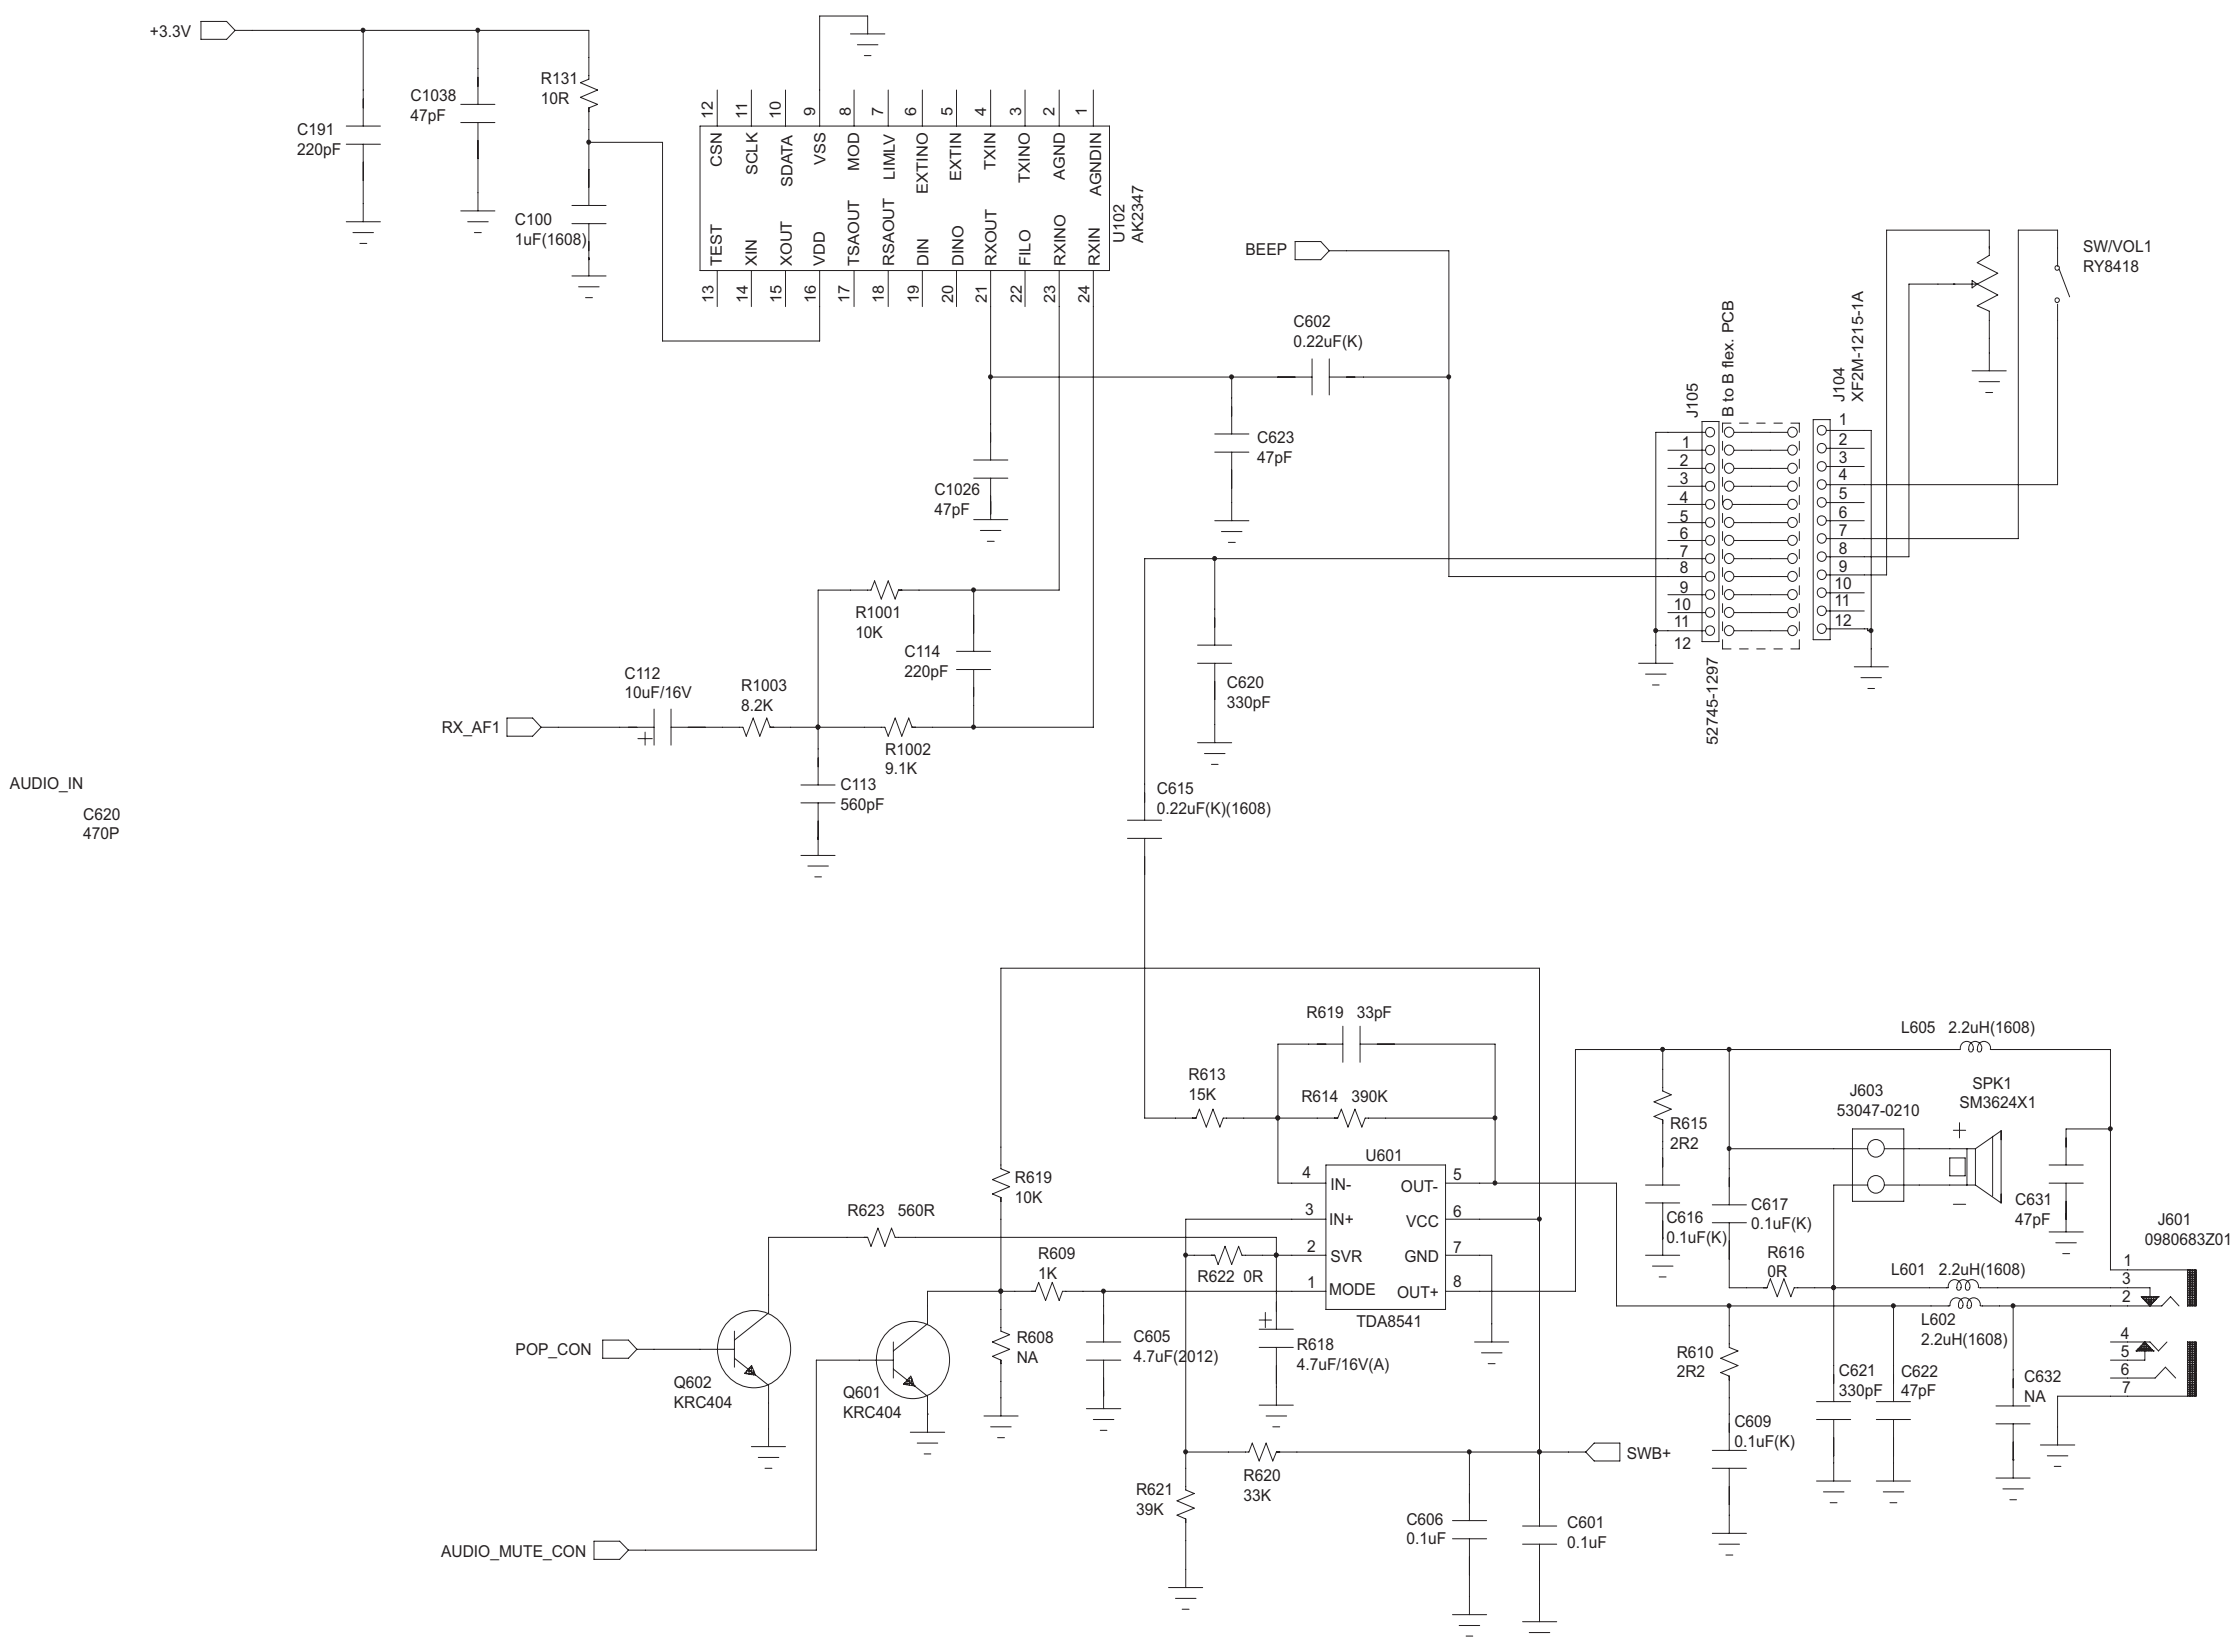 +3.3V
C191
220pF
C1038
47pF
R131
10R
C100
1uF(1608)
12
11
10
9
8
7
6
5
4
3
2
1
CSN
SCLK
SDATA
VSS
MOD
LIMLV
EXTINO
EXTIN
TXIN
TXINO
AGND
AGNDIN
TEST
XIN
XOUT
VDD
TSAOUT
RSAOUT
DIN
DINO
RXOUT
FILO
RXINO
RXIN
13
14
15
16
17
18
19
20
21
22
23
24
U102
AK2347
BEEP
C602
0.22uF(K)
C623
47pF
C1026
47pF
SW/VOL1
RY8418
J105
B to B flex. PCB
J104
XF2M-1215-1A
1
2
3
4
5
6
7
8
9
10
11
12
1
2
3
4
5
6
7
8
9
10
11
12
52745-1297
R1001
10K
C114
220pF
C112
10uF/16V
R1003
8.2K
RX_AF1
R1002
9.1K
C113
560pF
C620
330pF
AUDIO_IN
C620
470P
C615
0.22uF(K)(1608)
R619 33pF
R613
15K
R614 390K
U601
4
3
2
1
IN-
IN+
SVR
MODE
OUT-
VCC
GND
OUT+
5
6
7
8
TDA8541
R619
10K
R623 560R
R609
1K
R622 0R
R608
NA
C605
4.7uF(2012)
R618
4.7uF/16V(A)
POP_CON
Q602
KRC404
Q601
KRC404
AUDIO_MUTE_CON
R621
39K
R620
33K
SWB+
C606
0.1uF
C601
0.1uF
L605 2.2uH(1608)
J603
53047-0210
SPK1
SM3624X1
+
R615
2R2
C616
0.1uF(K)
C617
0.1uF(K)
R616
0R
C631
47pF
J601
0980683Z01
L601 2.2uH(1608)
L602
2.2uH(1608)
1
3
2
4
5
6
7
R610
2R2
C609
0.1uF(K)
C621
330pF
C622
47pF
C632
NA